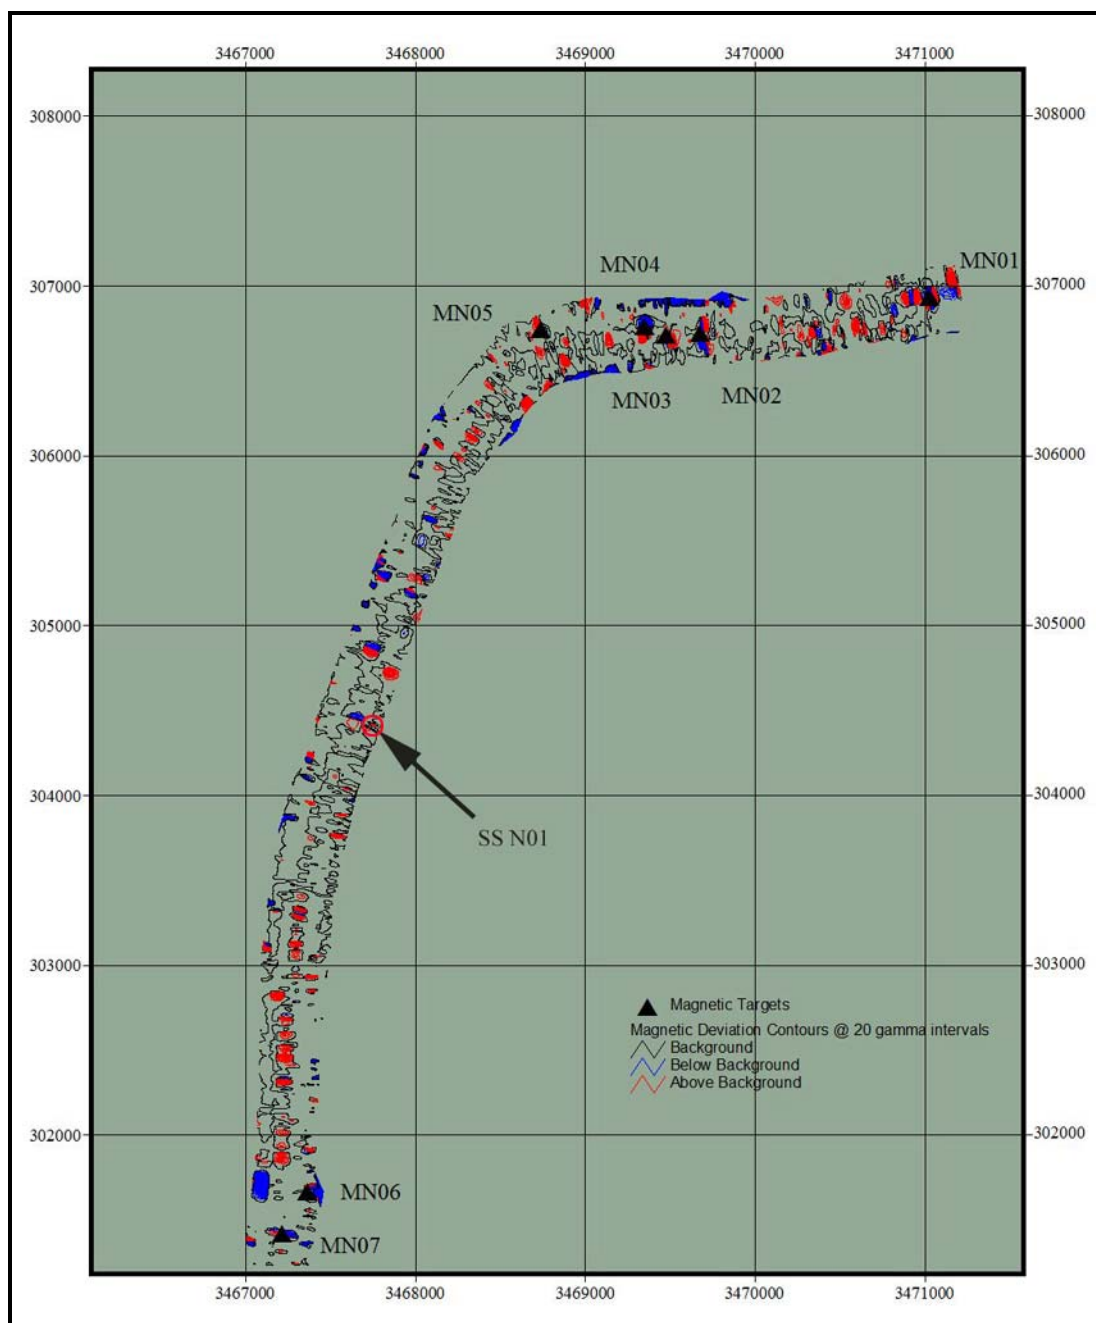 3467000 3468000 3469000 3470000 3471000
308000 308000
307000 307000
MN04 MN01
MN05
MN03 MN02
306000 306000
305000 305000
304000 304000
SS N01
303000 303000
Magnetic Targets
Magnetic Deviation Contours @ 20 gamma intervals
Background
Below Background
Above Background
302000 302000
MN06
MN07
3467000 3468000 3469000 3470000 3471000